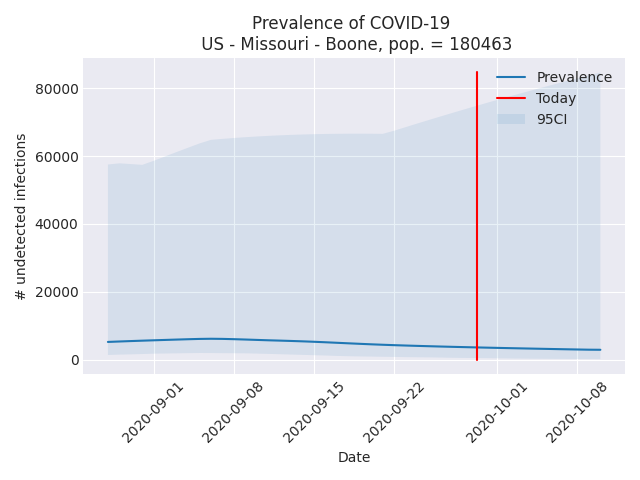 Prevalence of COVID-19
US - Missouri - Boone, pop. = 180463
Prevalence
Today
95CI
# undetected infections
80000
60000
40000
20000
0
2020-09-01
2020-09-08
2020-09-15
2020-09-22
2020-10-01
2020-10-08
Date